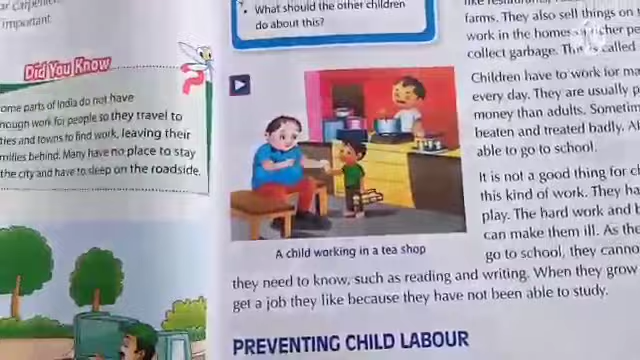 important.
Did You Know
ome parts of India do not have
nough work for people so they travel to
ties and towns to find work, leaving their
milies behind. Many have no place to stay
the city and have to sleep on the roadside.
What should the other children
do about this?
A child working in a tea shop
farms. They also sell things on
work in the homes
collect garbage.
called
Children have to work for
every day. They are usually
money than adults.
beaten and treated badly.
able to go to school.
It is not a good thing for
this kind of work. They
play. The hard work and
can make them ill. As
go to school, they
they need to know, such as reading and writing. When they grow
get a job they like because they have not been able to study.
PREVENTING CHILD LABOUR